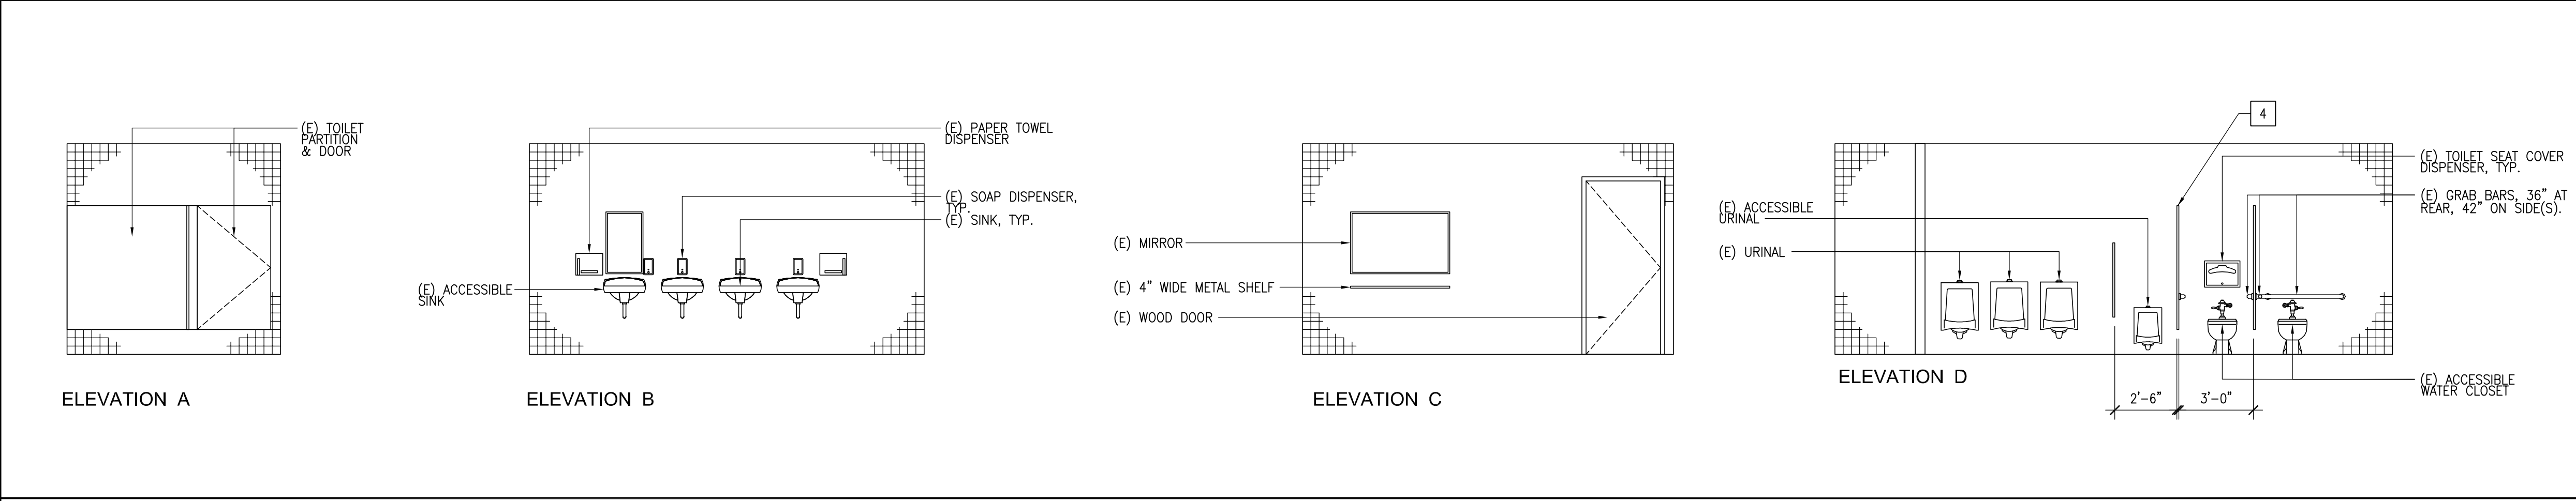 (E) TOILET
PARTITION
& DOOR
ELEVATION A
(E) PAPER TOWEL
DISPENSER
(E) SOAP DISPENSER,
TYP.
(E) SINK, TYP.
(E) ACCESSIBLE
SINK
ELEVATION B
(E) MIRROR
(E) 4" WIDE METAL SHELF
(E) WOOD DOOR
ELEVATION C
4
(E) TOILET SEAT COVER
DISPENSER, TYP.
(E) GRAB BARS, 36" AT
REAR, 42" ON SIDE(S).
(E) ACCESSIBLE
URINAL
(E) URINAL
(E) ACCESSIBLE
WATER CLOSET
2'-6"
3'-0"
ELEVATION D